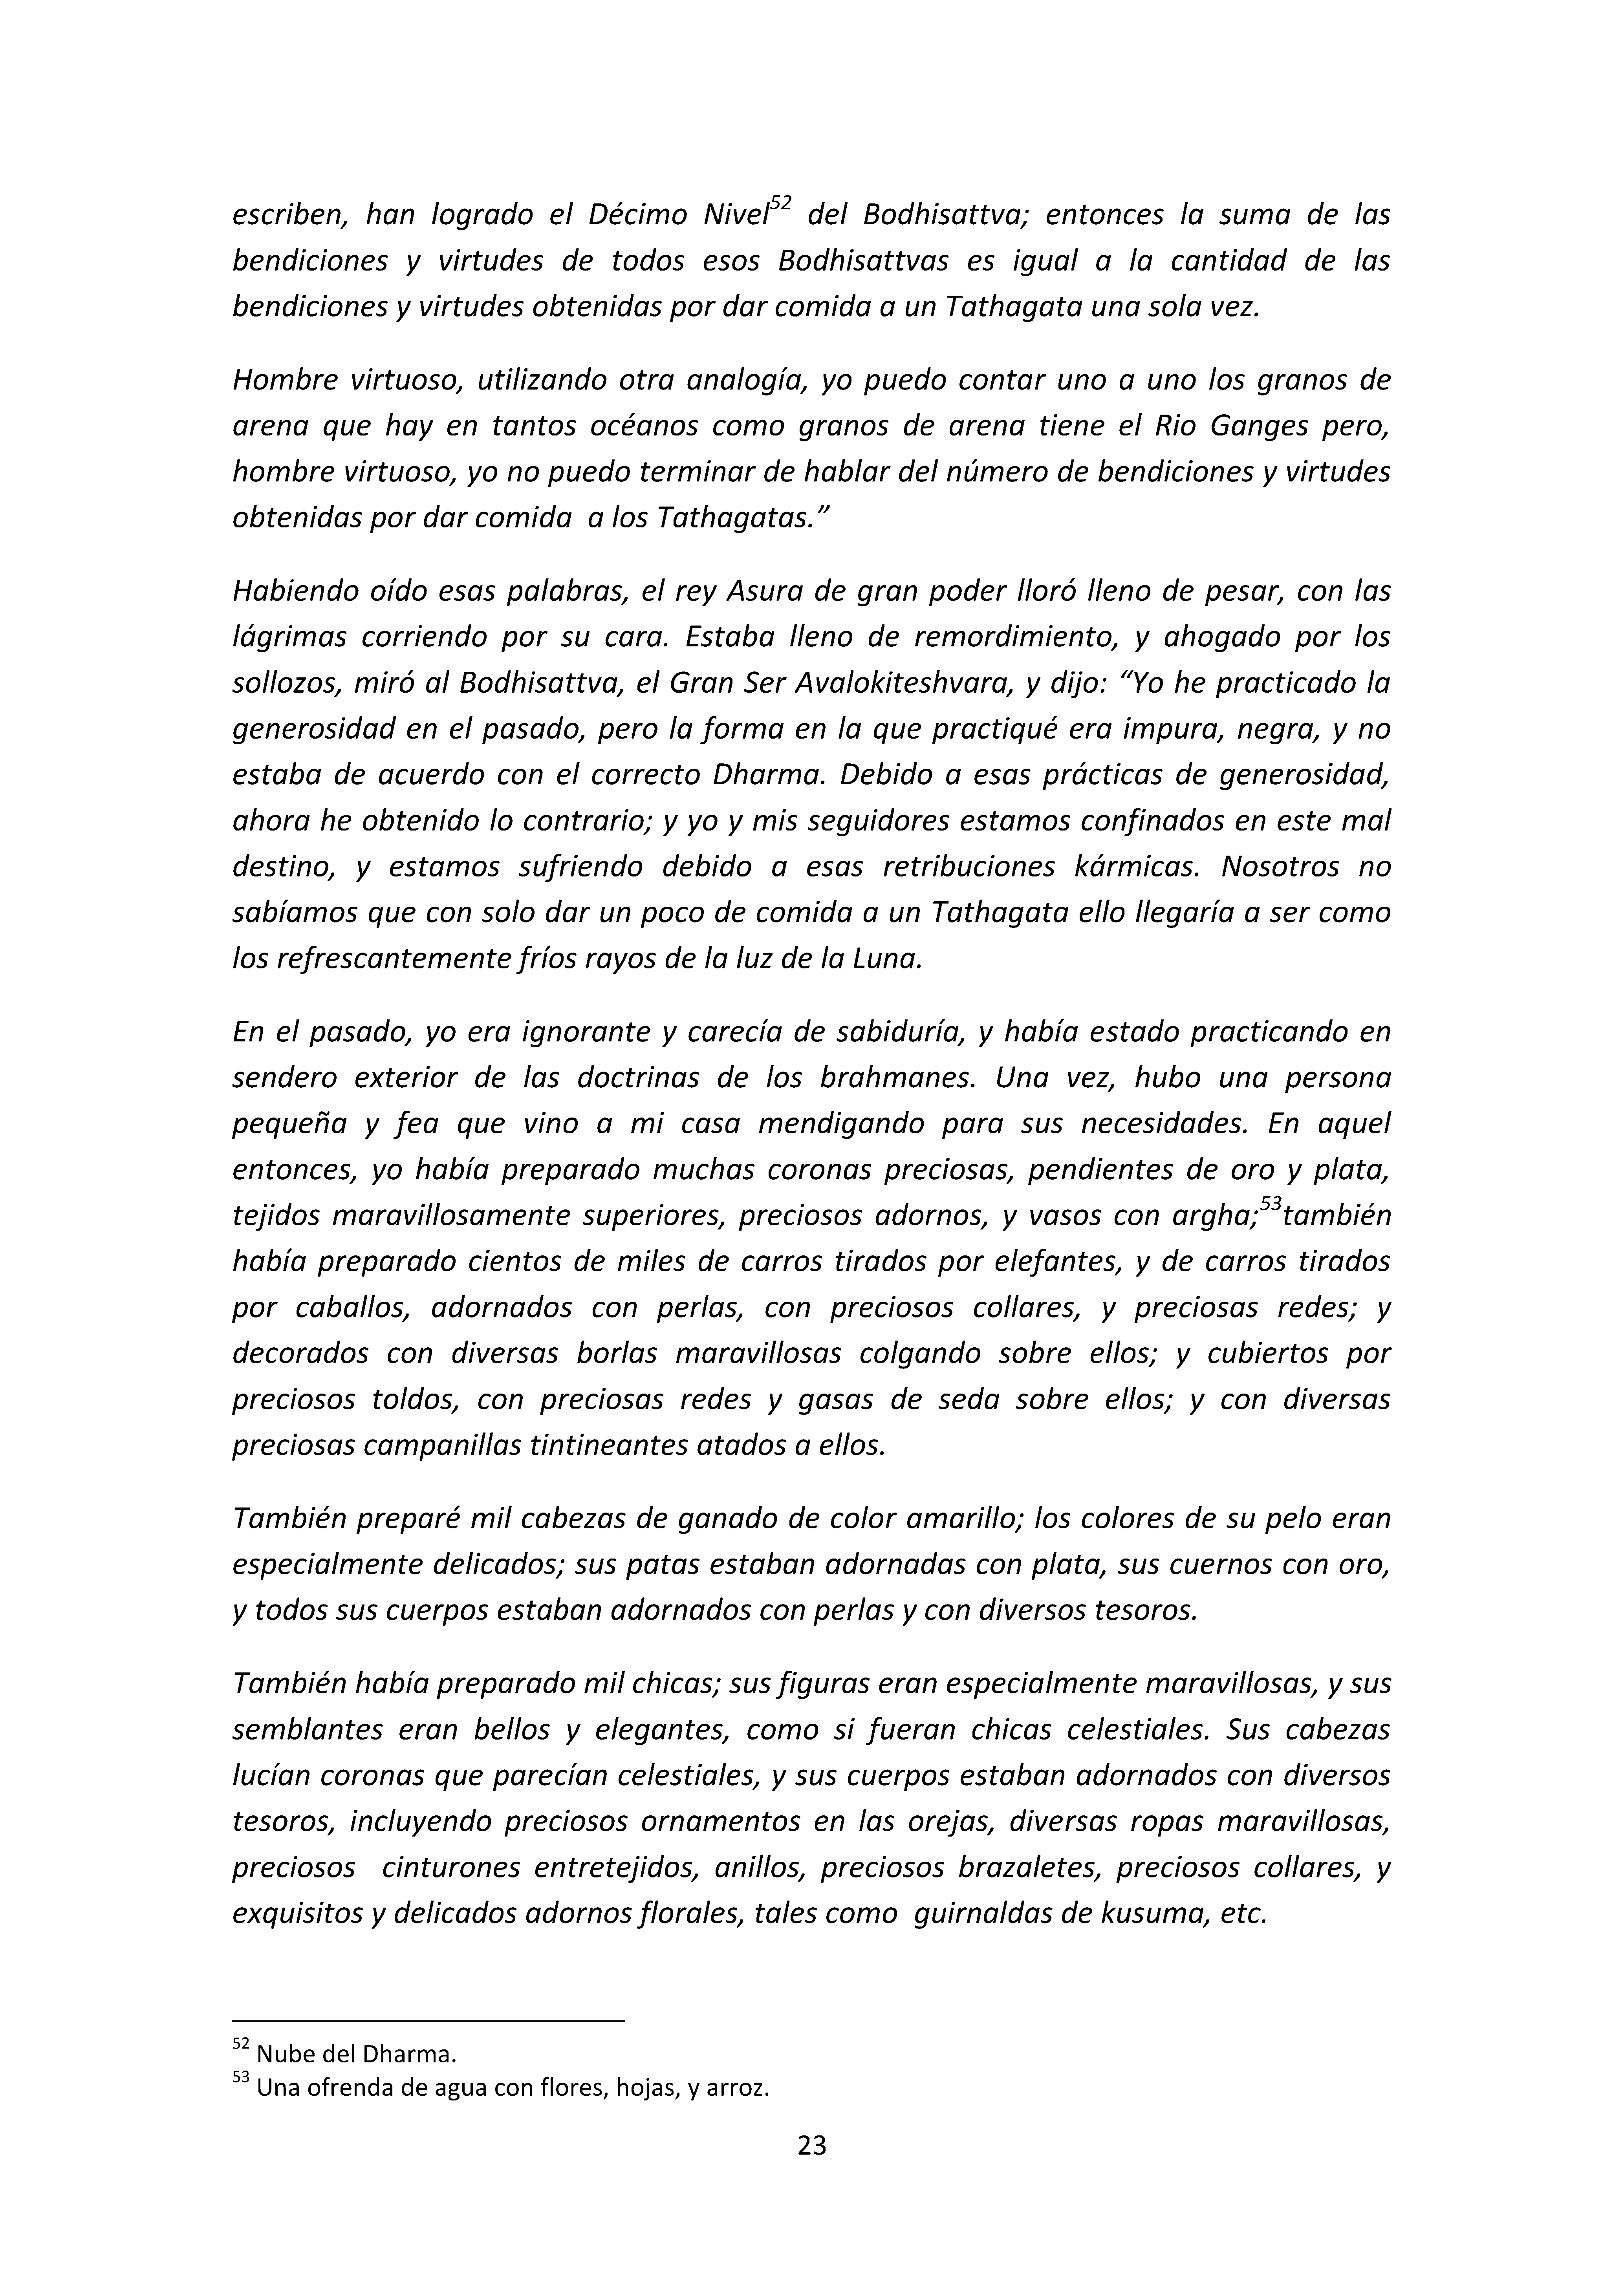 escriben, han logrado el Décimo Nivel52 del Bodhisattva; entonces la suma de las
bendiciones y virtudes de todos esos Bodhisattvas es igual a la cantidad de las
bendiciones y virtudes obtenidas por dar comida a un Tathagata una sola vez.
Hombre virtuoso, utilizando otra analogía, yo puedo contar uno a uno los granos de
arena que hay en tantos océanos como granos de arena tiene el Rio Ganges pero,
hombre virtuoso, yo no puedo terminar de hablar del número de bendiciones y virtudes
obtenidas por dar comida a los Tathagatas.”
Habiendo oído esas palabras, el rey Asura de gran poder lloró lleno de pesar, con las
lágrimas corriendo por su cara. Estaba lleno de remordimiento, y ahogado por los
sollozos, miró al Bodhisattva, el Gran Ser Avalokiteshvara, y dijo: “Yo he practicado la
generosidad en el pasado, pero la forma en la que practiqué era impura, negra, y no
estaba de acuerdo con el correcto Dharma. Debido a esas prácticas de generosidad,
ahora he obtenido lo contrario; y yo y mis seguidores estamos confinados en este mal
destino, y estamos sufriendo debido a esas retribuciones kármicas. Nosotros no
sabíamos que con solo dar un poco de comida a un Tathagata ello llegaría a ser como
los refrescantemente fríos rayos de la luz de la Luna.
En el pasado, yo era ignorante y carecía de sabiduría, y había estado practicando en
sendero exterior de las doctrinas de los brahmanes. Una vez, hubo una persona
pequeña y fea que vino a mi casa mendigando para sus necesidades. En aquel
entonces, yo había preparado muchas coronas preciosas, pendientes de oro y plata,
tejidos maravillosamente superiores, preciosos adornos, y vasos con argha;53también
había preparado cientos de miles de carros tirados por elefantes, y de carros tirados
por caballos, adornados con perlas, con preciosos collares, y preciosas redes; y
decorados con diversas borlas maravillosas colgando sobre ellos; y cubiertos por
preciosos toldos, con preciosas redes y gasas de seda sobre ellos; y con diversas
preciosas campanillas tintineantes atados a ellos.
También preparé mil cabezas de ganado de color amarillo; los colores de su pelo eran
especialmente delicados; sus patas estaban adornadas con plata, sus cuernos con oro,
y todos sus cuerpos estaban adornados con perlas y con diversos tesoros.
También había preparado mil chicas; sus figuras eran especialmente maravillosas, y sus
semblantes eran bellos y elegantes, como si fueran chicas celestiales. Sus cabezas
lucían coronas que parecían celestiales, y sus cuerpos estaban adornados con diversos
tesoros, incluyendo preciosos ornamentos en las orejas, diversas ropas maravillosas,
preciosos cinturones entretejidos, anillos, preciosos brazaletes, preciosos collares, y
exquisitos y delicados adornos florales, tales como guirnaldas de kusuma, etc.
52 Nube del Dharma.
53 Una ofrenda de agua con flores, hojas, y arroz.
23